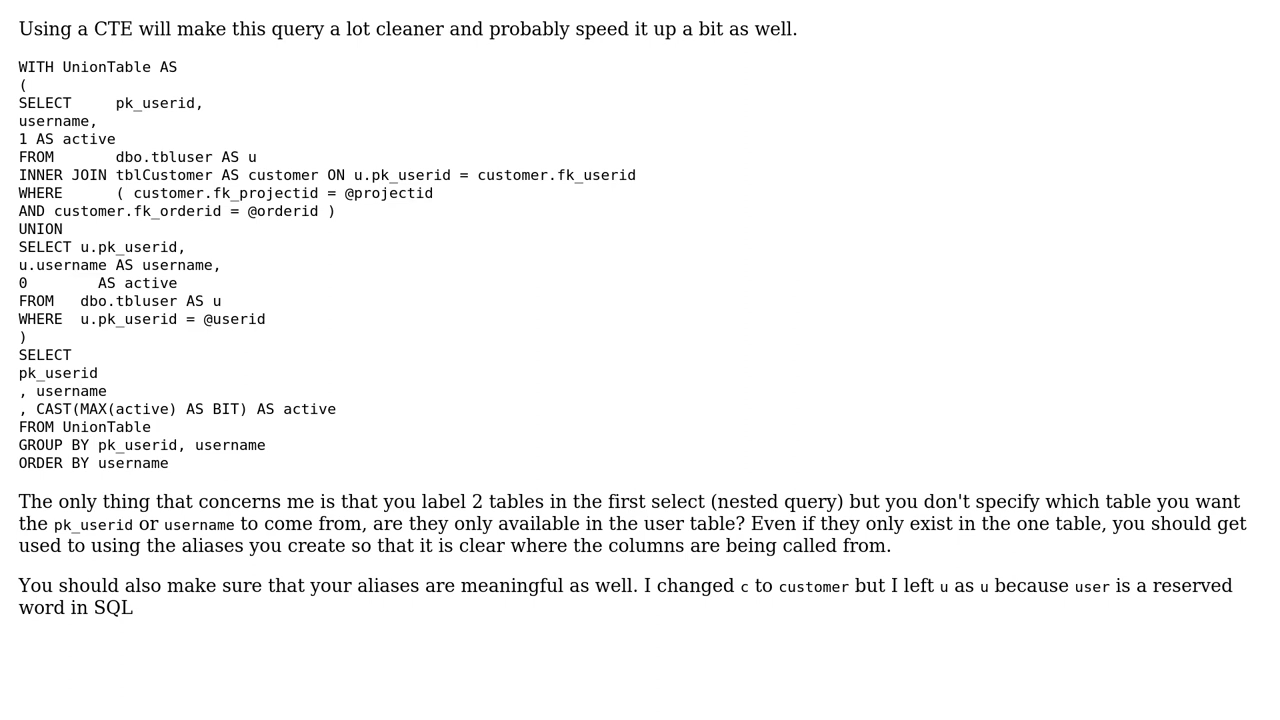 Using a CTE will make this query a lot cleaner and probably speed it up a bit as well.
WITH UnionTable AS
(
SELECT     pk_userid,
username,
1 AS active
FROM       dbo.tbluser AS u
INNER JOIN tblCustomer AS customer ON u.pk_userid = customer.fk_userid
WHERE      ( customer.fk_projectid = @projectid
AND customer.fk_orderid = @orderid )
UNION
SELECT u.pk_userid,
u.username AS username,
0        AS active
FROM   dbo.tbluser AS u
WHERE  u.pk_userid = @userid
)
SELECT
pk_userid
, username
, CAST(MAX(active) AS BIT) AS active
FROM UnionTable
GROUP BY pk_userid, username
ORDER BY username
The only thing that concerns me is that you label 2 tables in the first select (nested query) but you don't specify which table you want
the pk_userid or username to come from, are they only available in the user table? Even if they only exist in the one table, you should get
used to using the aliases you create so that it is clear where the columns are being called from.
You should also make sure that your aliases are meaningful as well. I changed c to customer but I left u as u because user is a reserved
word in SQL